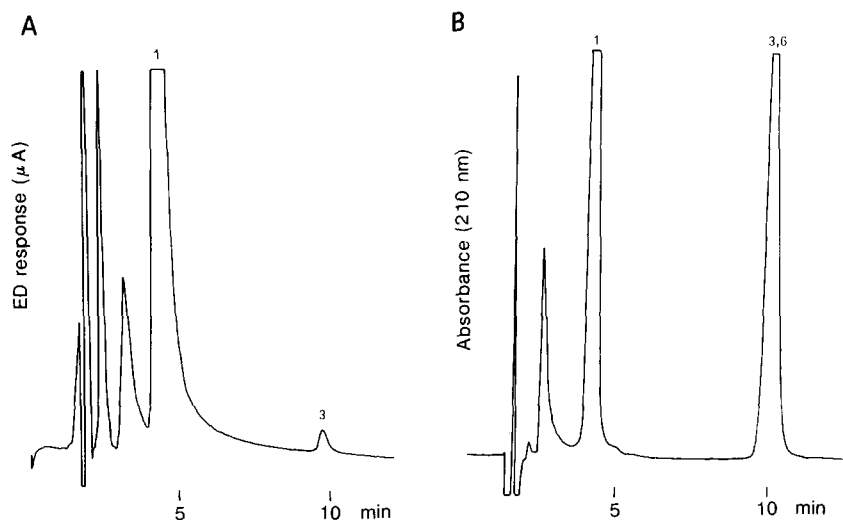 A
1
ED response (μA)
3
5
10
min
B
1
3,6
Absorbance (210 nm)
5
10
min